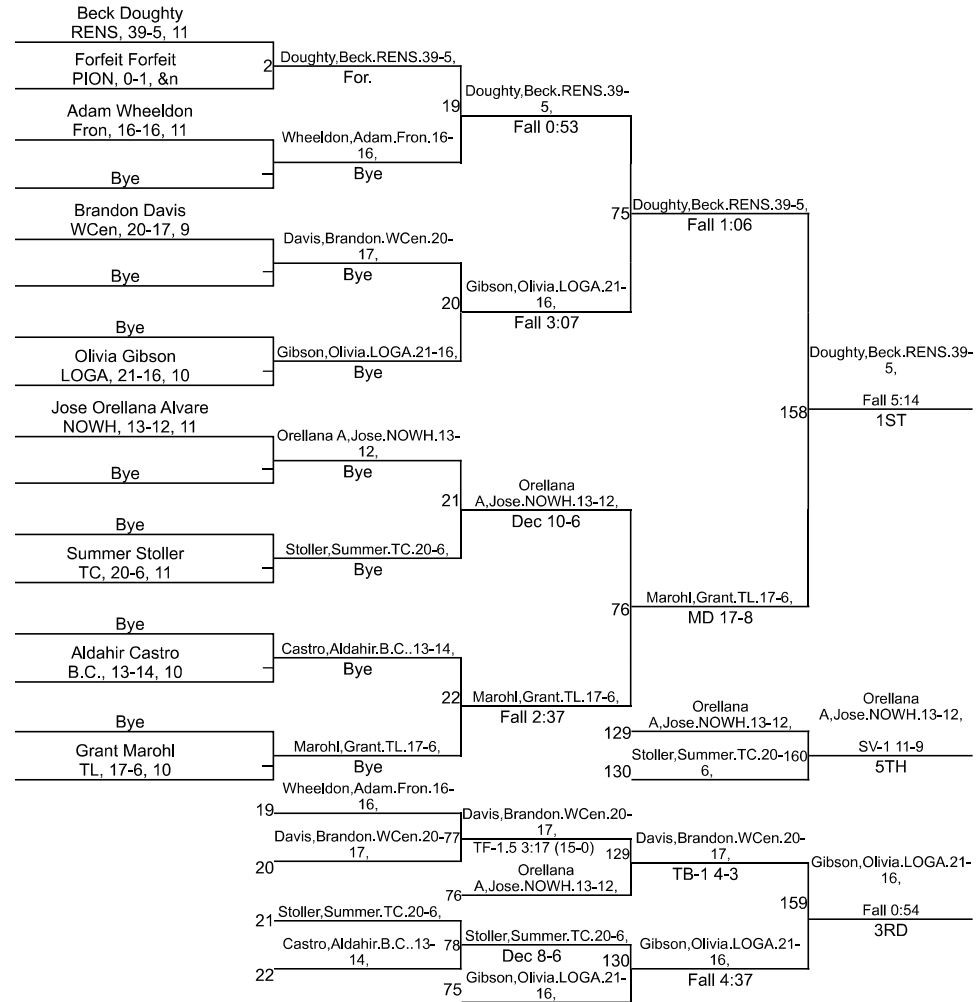 Beck Doughty
RENS, 39-5, 11
Forfeit Forfeit
PION, 0-1, &n
Adam Wheeldon
Fron, 16-16, 11
Bye
Brandon Davis
WCen, 20-17, 9
Bye
Bye
Olivia Gibson
LOGA, 21-16, 10
Jose Orellana Alvare
NOWH, 13-12, 11
Bye
Bye
Summer Stoller
TC, 20-6, 11
Bye
Aldahir Castro
B.C., 13-14, 10
Bye
Grant Marohl
TL, 17-6, 10
2
Doughty,Beck.RENS.39-5,
For.
Wheeldon,Adam.Fron.16-
16,
Bye
Davis,Brandon.WCen.20-
17,
Bye
Gibson,Olivia.LOGA.21-16,
Bye
Orellana A,Jose.NOWH.13-
12,
Bye
Stoller,Summer.TC.20-6,
Bye
Castro,Aldahir.B.C..13-14,
Bye
Marohl,Grant.TL.17-6,
Bye
19
Doughty,Beck.RENS.39-
5,
Fall 0:53
20
Gibson,Olivia.LOGA.21-
16,
Fall 3:07
21
Orellana
A,Jose.NOWH.13-12,
Dec 10-6
22
Marohl,Grant.TL.17-6,
Fall 2:37
75
Doughty,Beck.RENS.39-5,
Fall 1:06
76
Marohl,Grant.TL.17-6,
MD 17-8
158
Doughty,Beck.RENS.39-
5,
Fall 5:14
1ST
129
Orellana
A,Jose.NOWH.13-12,
130
Stoller,Summer.TC.20-
6,
160
Orellana
A,Jose.NOWH.13-12,
SV-1 11-9
5TH
19
Wheeldon,Adam.Fron.16-
16,
20
Davis,Brandon.WCen.20-
17,
77
Davis,Brandon.WCen.20-
17,
TF-1.5 3:17 (15-0)
76
Orellana
A,Jose.NOWH.13-12,
129
Davis,Brandon.WCen.20-
17,
TB-1 4-3
21
Stoller,Summer.TC.20-6,
22
Castro,Aldahir.B.C..13-
14,
78
Stoller,Summer.TC.20-6,
Dec 8-6
75
Gibson,Olivia.LOGA.21-
16,
130
Gibson,Olivia.LOGA.21-
16,
Fall 4:37
159
Gibson,Olivia.LOGA.21-
16,
Fall 0:54
3RD